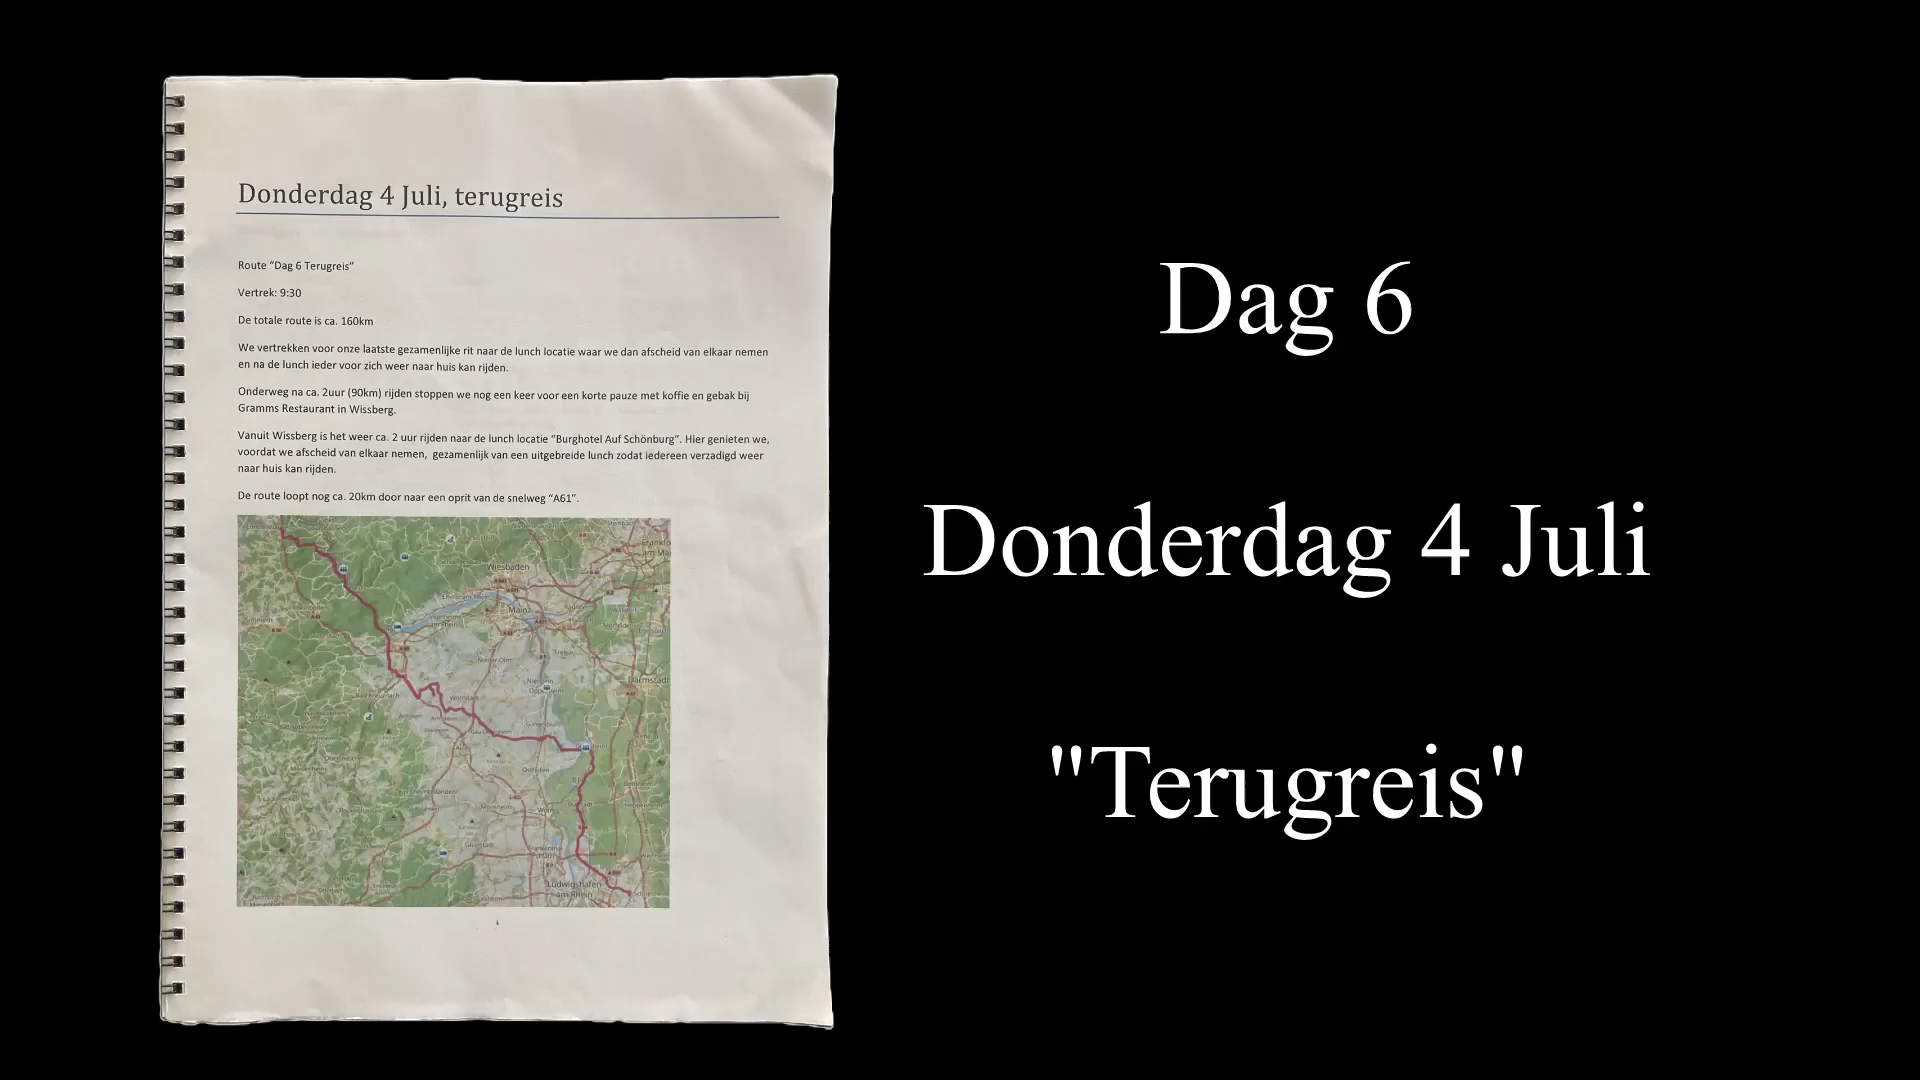 Donderdag 4 Juli, terugreis
Route “Dag 6 Terugreis”
Vertrek: 9:30
De totale route is ca. 160km
We vertrekken voor onze laatste gezamenlijke rit naar de lunch locatie waar we dan afscheid van elkaar nemen
en na de lunch ieder voor zich weer naar huis kan rijden.
Onderweg na ca. 2uur (90km) rijden stoppen we nog een keer voor een korte pauze met koffie en gebak bij
Gramms Restaurant in Wissberg.
Vanuit Wissberg is het weer ca. 2 uur rijden naar de lunch locatie “Burghotel Auf Schönburg”. Hier genieten we,
voordat we afscheid van elkaar nemen, gezamenlijk van een uitgebreide lunch zodat iedereen verzadigd weer
naar huis kan rijden.
De route loopt nog ca. 20km door naar een oprit van de snelweg “A61”.
Wiesbaden
Mainz
Darmstadt
Ludwigshafen
am Rhein
Dag 6
Donderdag 4 Juli
"Terugreis"